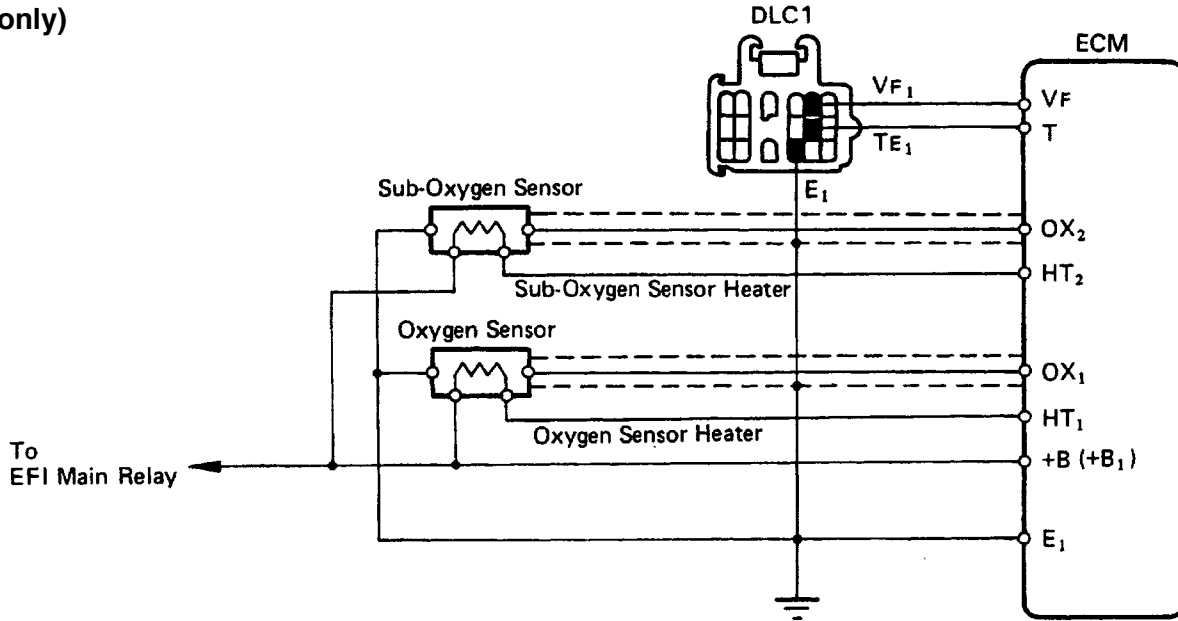 only)
DLC1
ECM
VF₁
VF
T
TE₁
E₁
Sub-Oxygen Sensor
OX₂
HT₂
Sub-Oxygen Sensor Heater
Oxygen Sensor
OX₁
HT₁
Oxygen Sensor Heater
To
EFI Main Relay
+B (+B₁)
E₁